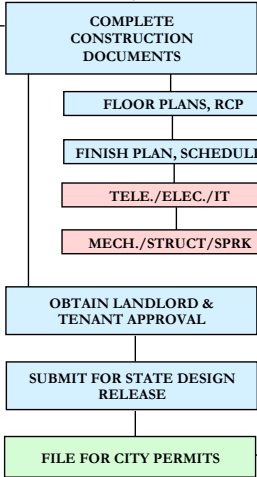 COMPLETE
CONSTRUCTION
DOCUMENTS
FLOOR PLANS, RCP
FINISH PLAN, SCHEDULE
TELE./ELEC./IT
MECH./STRUCT/SPRK
OBTAIN LANDLORD &
TENANT APPROVAL
SUBMIT FOR STATE DESIGN
RELEASE
FILE FOR CITY PERMITS